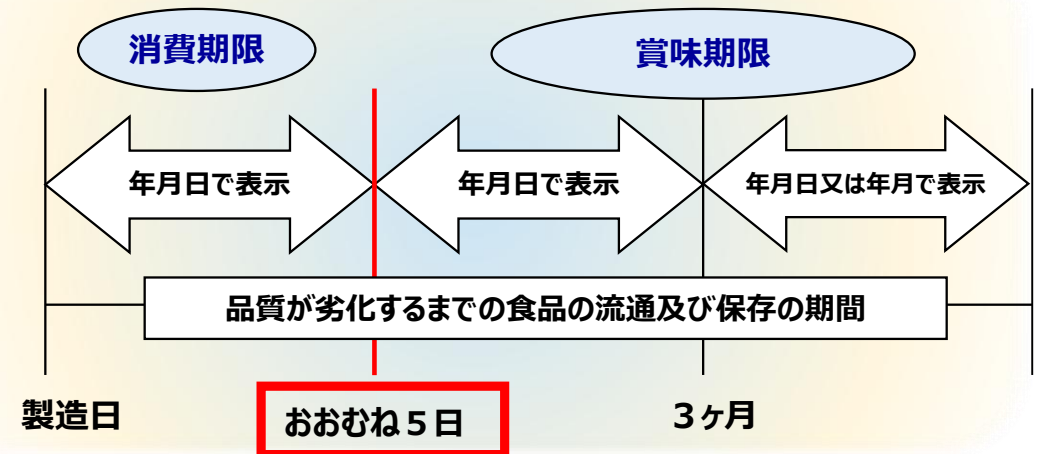 消費期限
賞味期限
年月日で表示
年月日で表示
年月日又は年月で表示
品質が劣化するまでの食品の流通及び保存の期間
製造日
おおむね５日
３ヶ月